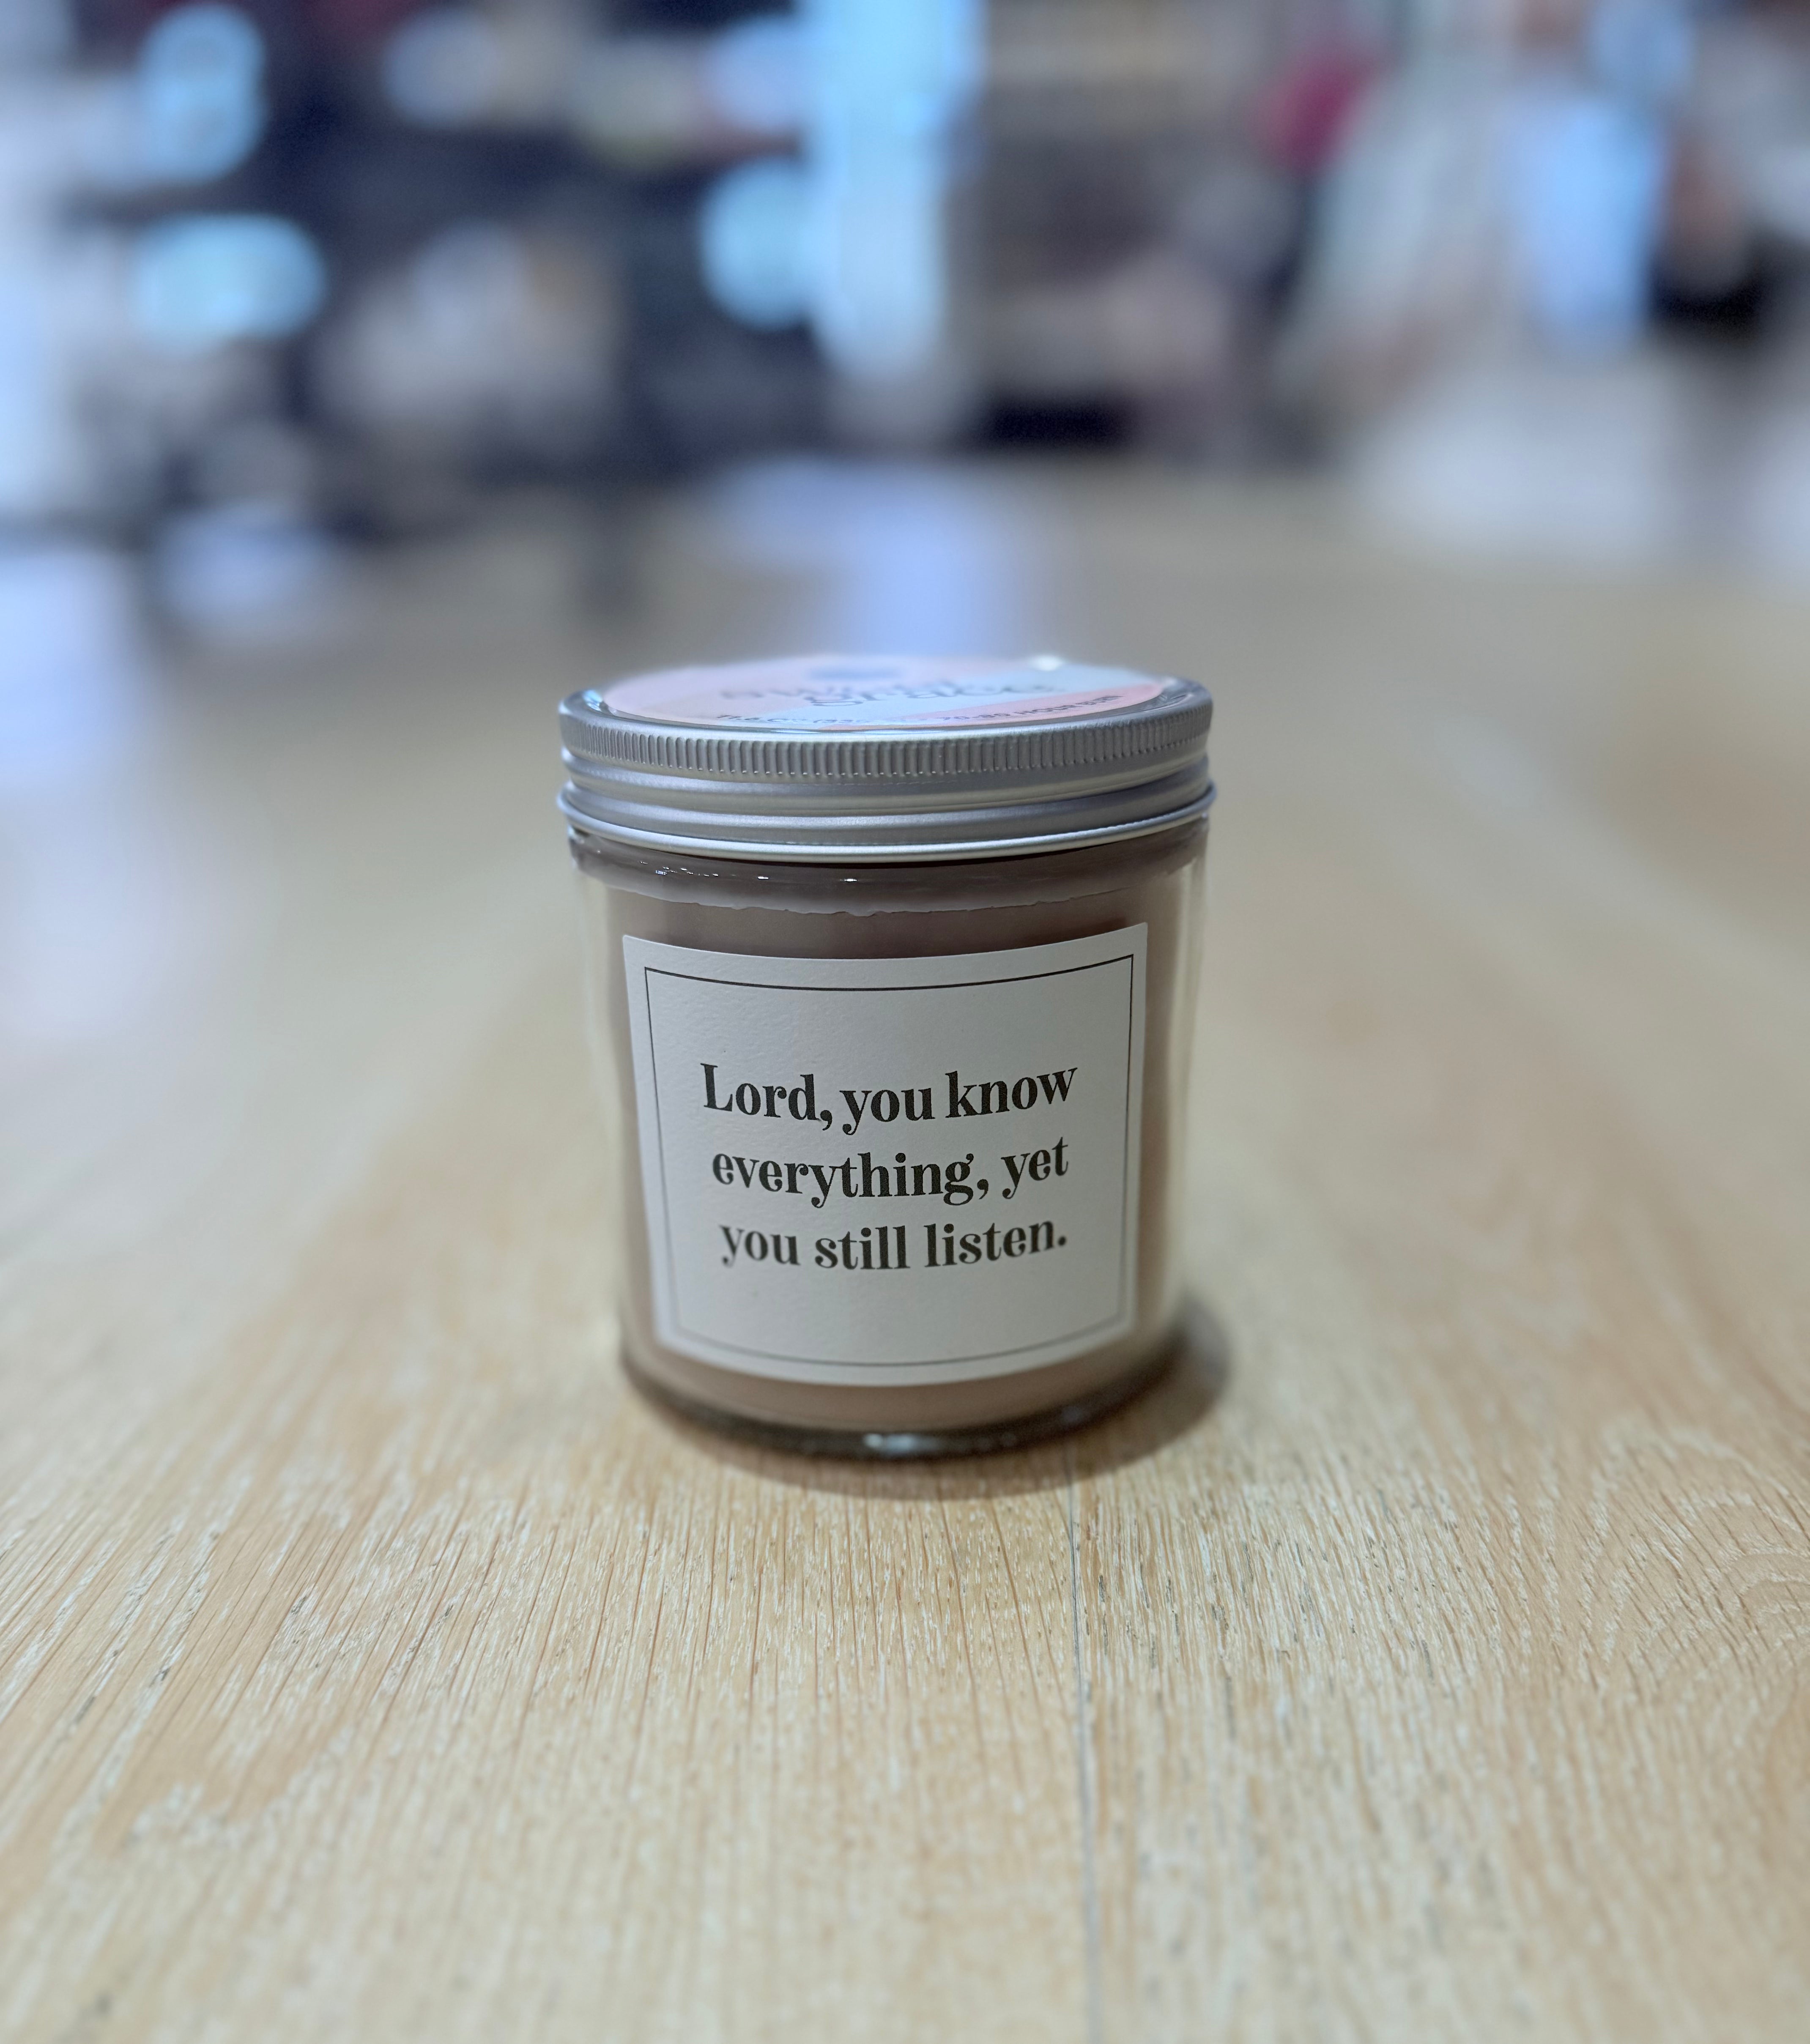 Lord, you know
everything, yet
you still listen.